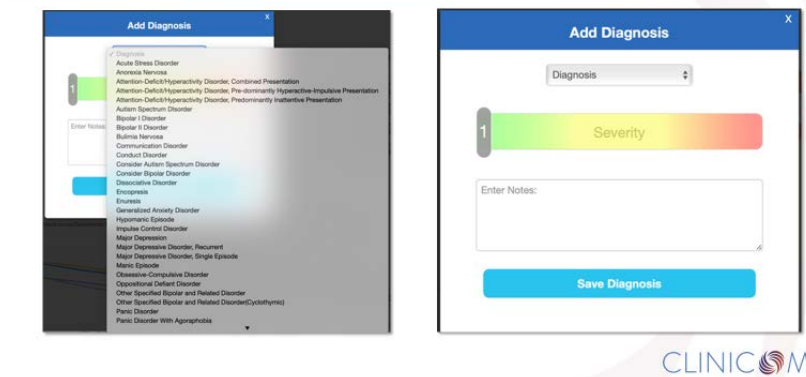 Add Diagnosis
X
✓ Diagnosis
Acute Stress Disorder
Anorexia Nervosa
Attention-Deficit/Hyperactivity Disorder, Combined Presentation
Attention-Deficit/Hyperactivity Disorder, Pre-dominantly Hyperactive-Impulsive Presentation
Attention-Deficit/Hyperactivity Disorder, Predominantly Inattentive Presentation
Autism Spectrum Disorder
Bipolar I Disorder
Bipolar II Disorder
Bulimia Nervosa
Communication Disorder
Conduct Disorder
Consider Autism Spectrum Disorder
Consider Bipolar Disorder
Dissociative Disorder
Encopresis
Enuresis
Generalized Anxiety Disorder
Hypomanic Episode
Impulse Control Disorder
Major Depression
Major Depressive Disorder, Recurrent
Major Depressive Disorder, Single Episode
Manic Episode
Obsessive-Compulsive Disorder
Oppositional Defiant Disorder
Other Specified Bipolar and Related Disorder
Other Specified Bipolar and Related Disorder(Cyclothymic)
Panic Disorder
Panic Disorder With Agoraphobia
1
Enter Notes:
Add Diagnosis
X
Diagnosis
1
Severity
Enter Notes:
Save Diagnosis
CLINICOM